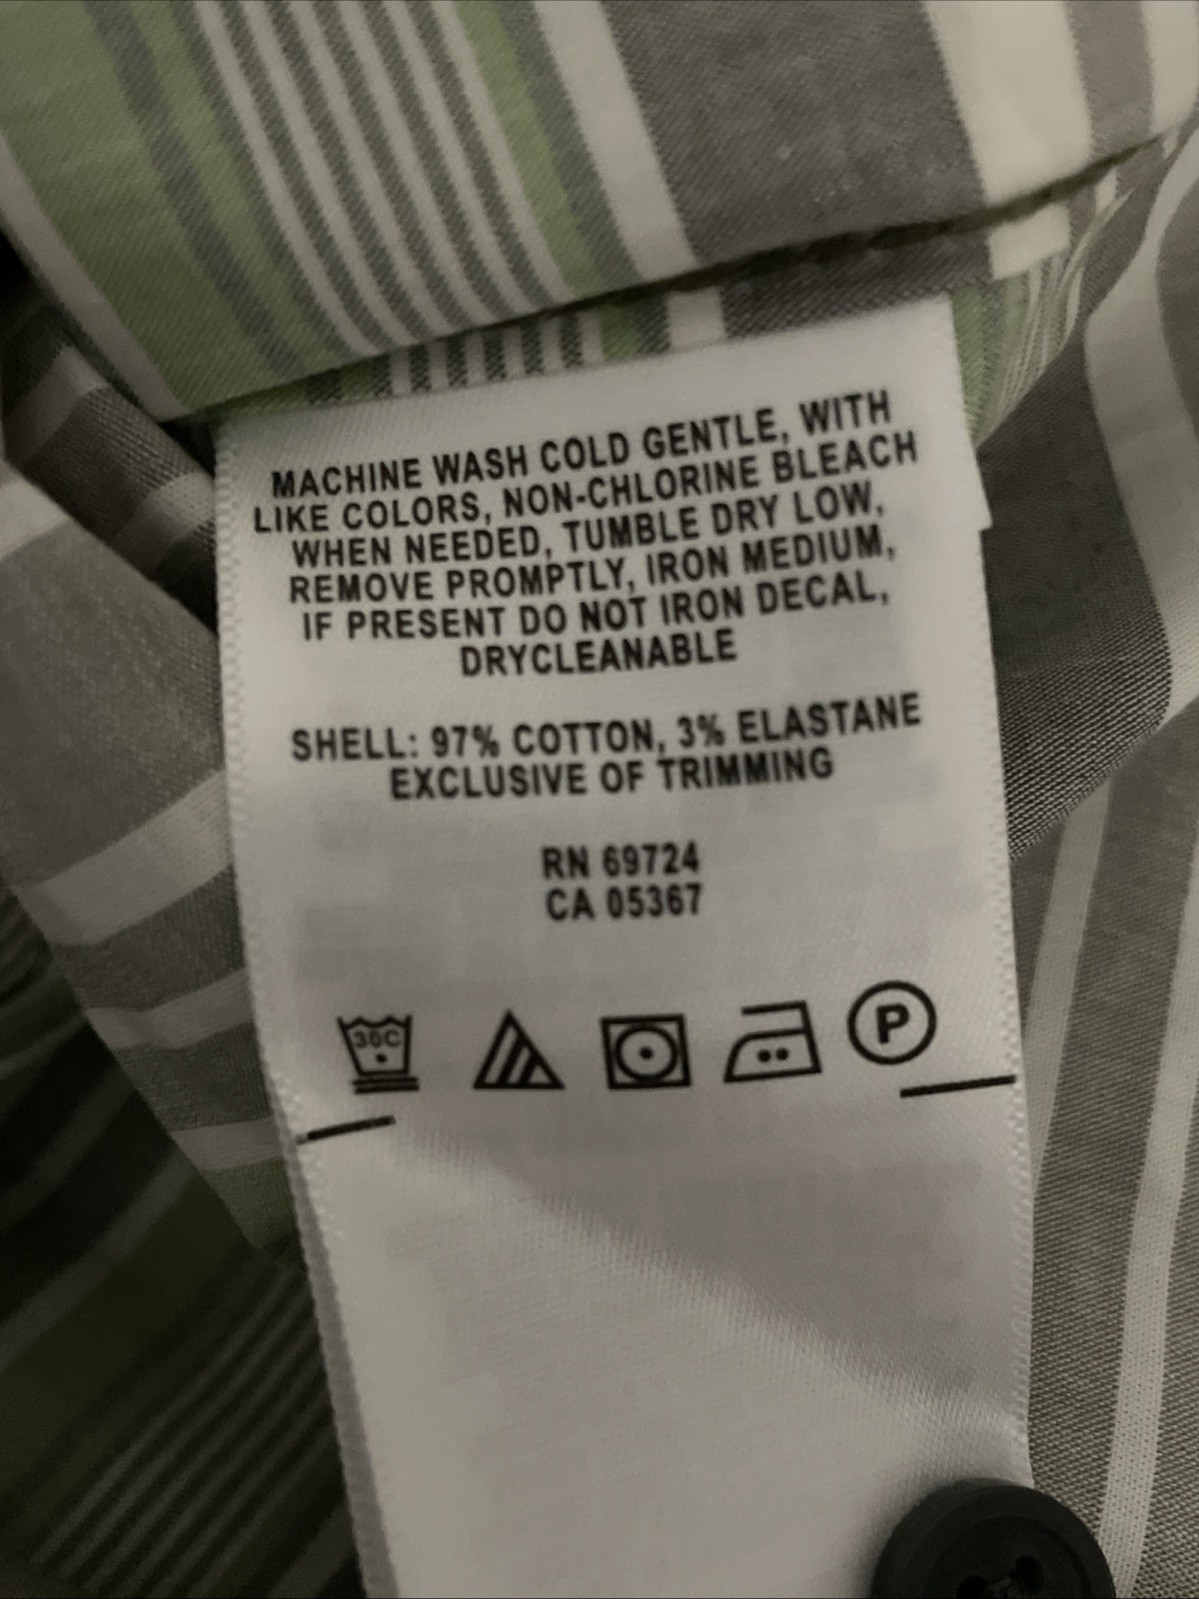 MACHINE WASH COLD GENTLE, WITH
LIKE COLORS, NON-CHLORINE BLEACH
WHEN NEEDED, TUMBLE DRY LOW,
REMOVE PROMPTLY, IRON MEDIUM,
IF PRESENT DO NOT IRON DECAL,
DRYCLEANABLE
SHELL: 97% COTTON, 3% ELASTANE
EXCLUSIVE OF TRIMMING
RN 69724
CA 05367
30C
P